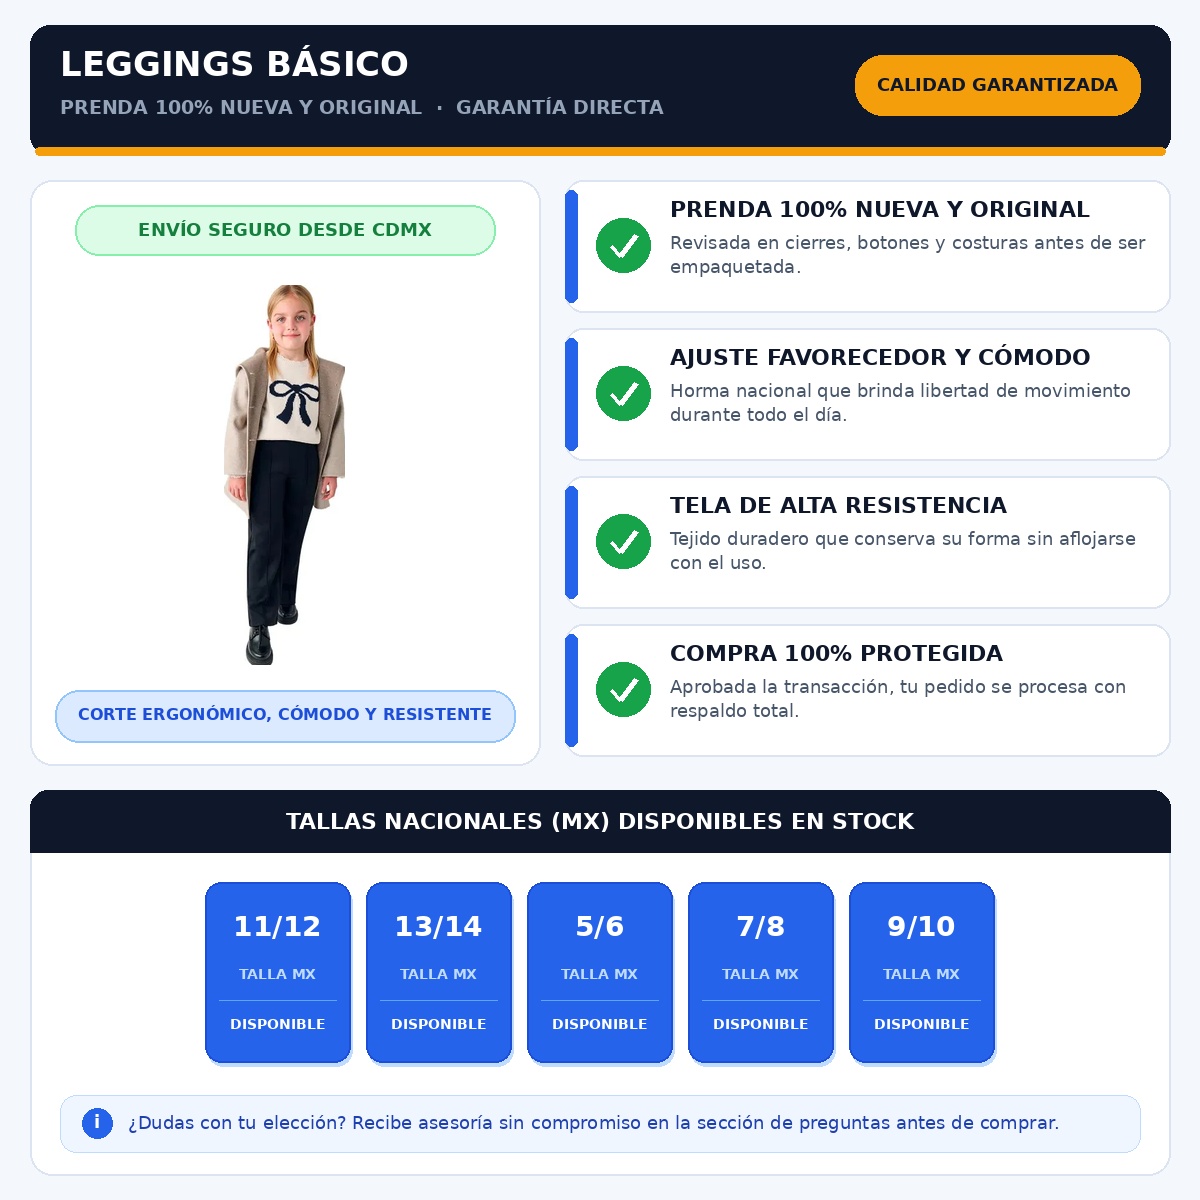 LEGGINGS BÁSICO
PRENDA 100% NUEVA Y ORIGINAL · GARANTÍA DIRECTA
CALIDAD GARANTIZADA
ENVÍO SEGURO DESDE CDMX
CORTE ERGONÓMICO, CÓMODO Y RESISTENTE
PRENDA 100% NUEVA Y ORIGINAL
Revisada en cierres, botones y costuras antes de ser
empaquetada.
AJUSTE FAVORECEDOR Y CÓMODO
Horma nacional que brinda libertad de movimiento
durante todo el día.
TELA DE ALTA RESISTENCIA
Tejido duradero que conserva su forma sin aflojarse
con el uso.
COMPRA 100% PROTEGIDA
Aprobada la transacción, tu pedido se procesa con
respaldo total.
TALLAS NACIONALES (MX) DISPONIBLES EN STOCK
11/12
TALLA MX
DISPONIBLE
13/14
TALLA MX
DISPONIBLE
5/6
TALLA MX
DISPONIBLE
7/8
TALLA MX
DISPONIBLE
9/10
TALLA MX
DISPONIBLE
i
¿Dudas con tu elección? Recibe asesoría sin compromiso en la sección de preguntas antes de comprar.